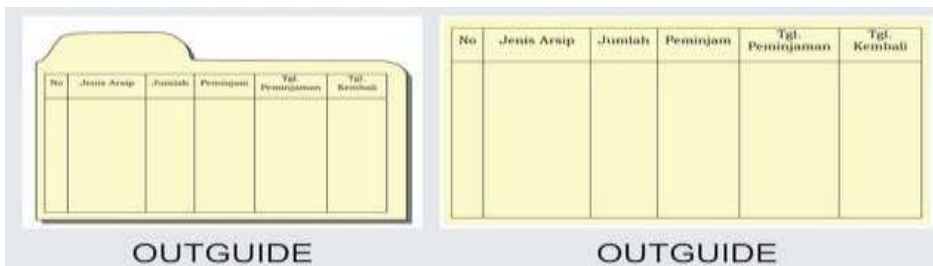 No Jenis Arsip Jumlah Peminjam Tgl. Peminjaman Tgl. Kembali
OUTGUIDE
No Jenis Arsip Jumlah Peminjam Tgl. Peminjaman Tgl. Kembali
OUTGUIDE